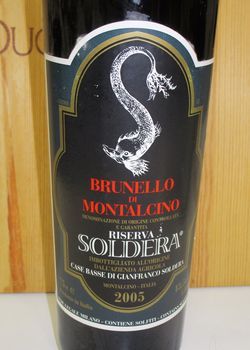 BRUNELLO
DI
MONTALCINO
DENOMINAZIONE DI ORIGINE CONTROLLATA
E GARANTITA
RISERVA
SOLDERA
IMBOTTIGLIATO ALL'ORIGINE
DALL'AZIENDA AGRICOLA
CASE BASSE DI GIANFRANCO SOLDERA
MONTALCINO - ITALIA
2005
MILANO - CONTIENE SOLFITI -